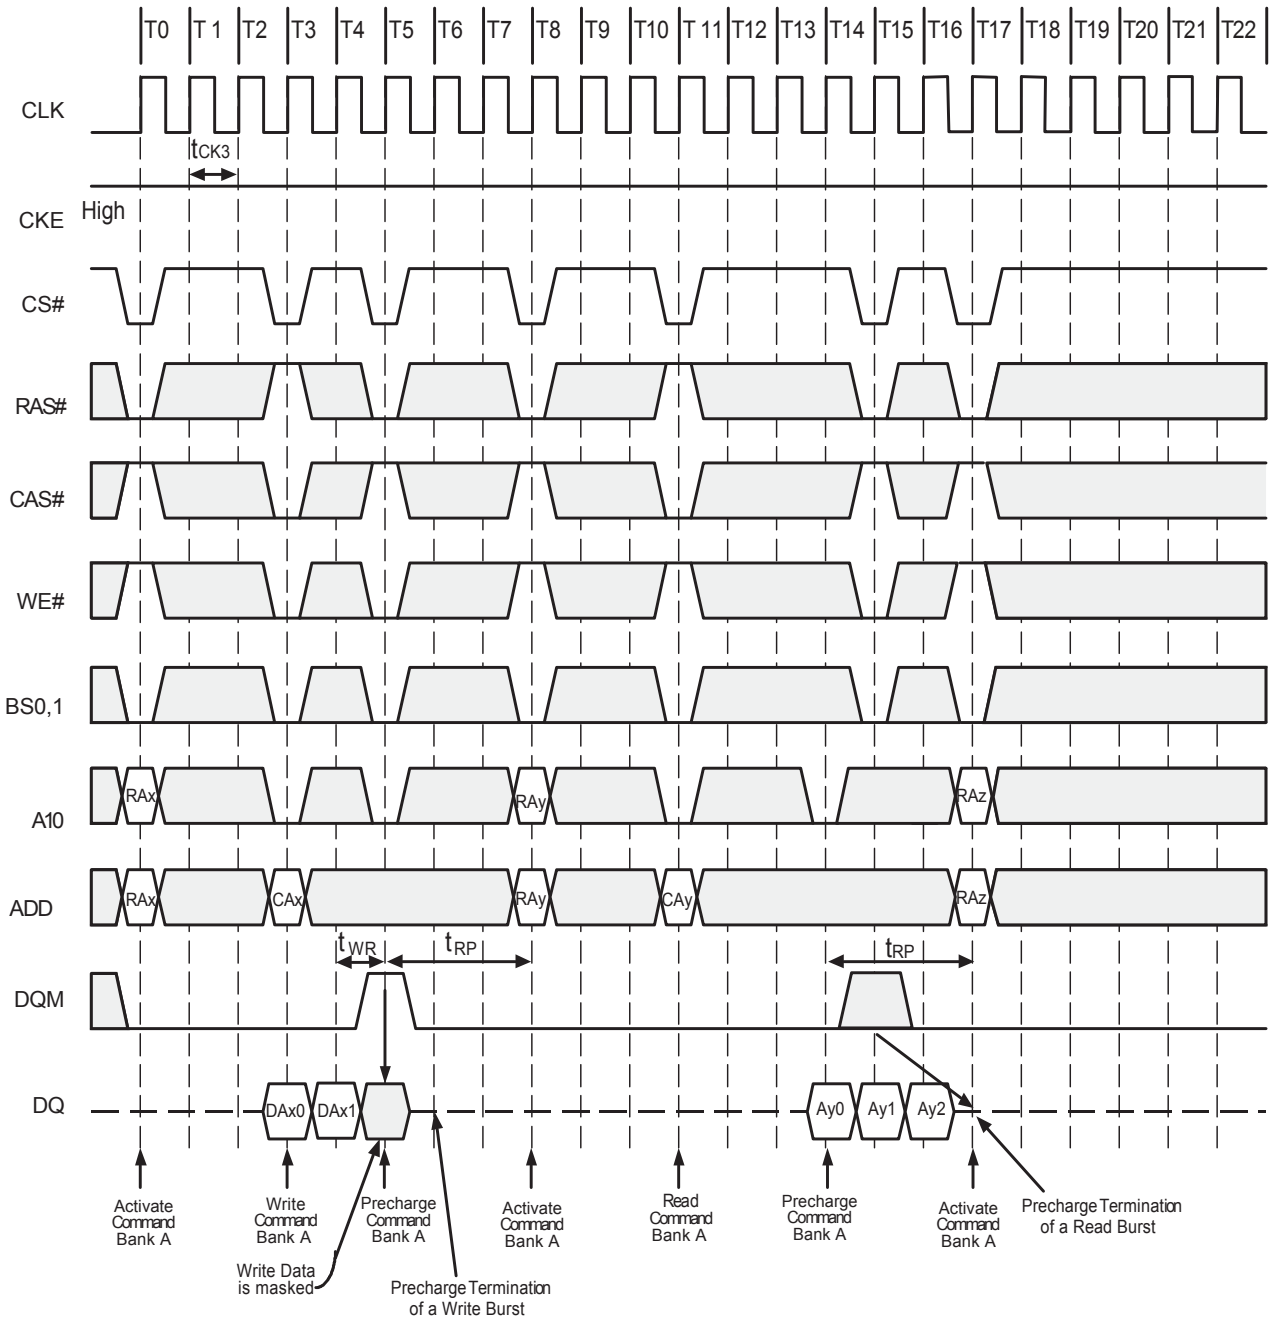 T0 T 1 T2 T3 T4 T5 T6 T7 T8 T9 T10 T 11 T12 T13 T14 T15 T16 T17 T18 T19 T20 T21 T22
CLK
tCK3
CKE High
CS#
RAS#
CAS#
WE#
BS0,1
A10 RAx RAy RAz
ADD RAx CAx RAy CAy RAz
tWR tRP tRP
DQM
DQ DAx0 DAx1 Ay0 Ay1 Ay2
Activate
Command
Bank A
Write
Command
Bank A
Precharge
Command
Bank A
Activate
Command
Bank A
Read
Command
Bank A
Precharge
Command
Bank A
Activate
Command
Bank A
Precharge Termination
of a Read Burst
Write Data
is masked
Precharge Termination
of a Write Burst